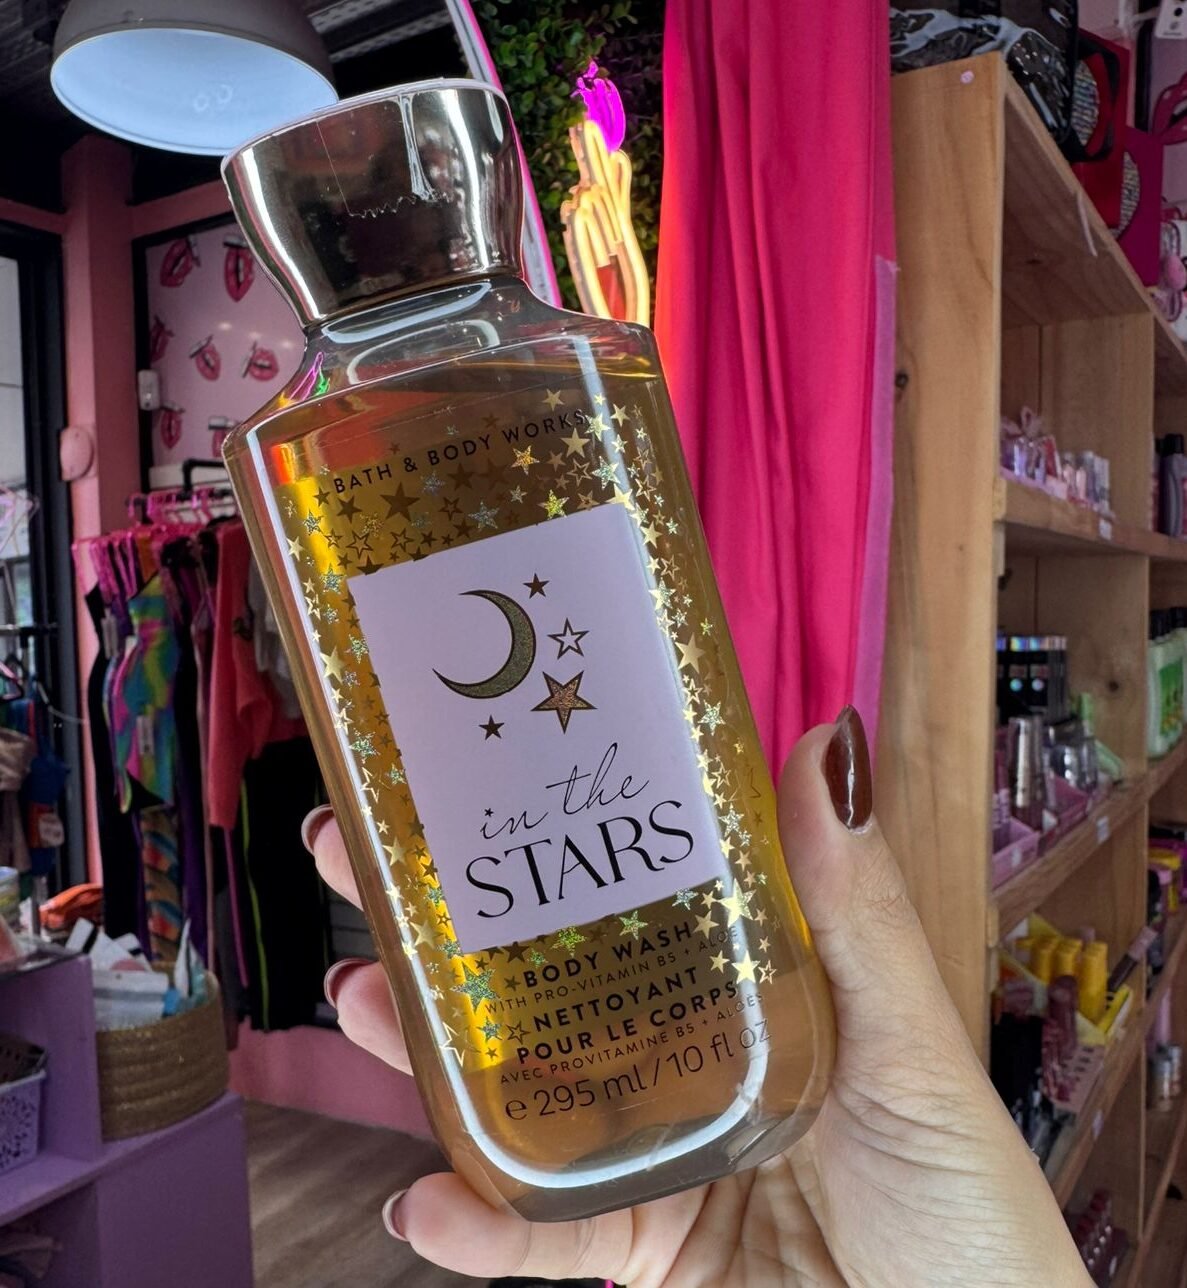 BATH & BODY WORKS
in the
STARS
BODY WASH
WITH PRO-VITAMIN B5 + ALOE
NETTOYANT
POUR LE CORPS
AVEC PROVITAMINE B5 + ALOÈS
e 295 ml / 10 fl oz